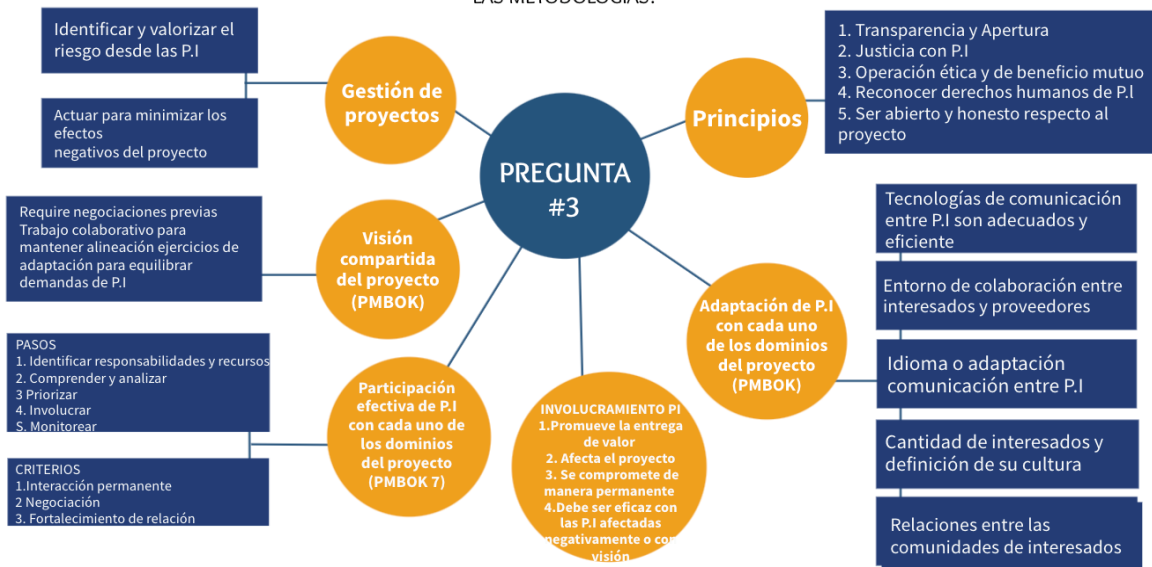 LAS METODOLOGÍAS.
Identificar y valorizar el
riesgo desde las P.I
Actuar para minimizar los
efectos
negativos del proyecto
Gestión de
proyectos
PREGUNTA
#3
Principios
1. Transparencia y Apertura
2. Justicia con P.I
3. Operación ética y de beneficio mutuo
4. Reconocer derechos humanos de P.l
5. Ser abierto y honesto respecto al
proyecto
Require negociaciones previas
Trabajo colaborativo para
mantener alineación ejercicios de
adaptación para equilibrar
demandas de P.I
Visión
compartida
del proyecto
(PMBOK)
Adaptación de P.I
con cada uno
de los dominios
del proyecto
(PMBOK)
Tecnologías de comunicación
entre P.I son adecuados y
eficiente
Entorno de colaboración entre
interesados y proveedores
Idioma o adaptación
comunicación entre P.I
Cantidad de interesados y
definición de su cultura
Relaciones entre las
comunidades de interesados
PASOS
1. Identificar responsabilidades y recursos
2. Comprender y analizar
3 Priorizar
4. Involucrar
S. Monitorear
CRITERIOS
1.Interacción permanente
2 Negociación
3. Fortalecimiento de relación
Participación
efectiva de P.I
con cada uno de
los dominios
del proyecto
(PMBOK 7)
INVOLUCRAMIENTO PI
1.Promueve la entrega
de valor
2. Afecta el proyecto
3. Se compromete de
manera permanente
4.Debe ser eficaz con
las P.I afectadas
negativamente o con
visión